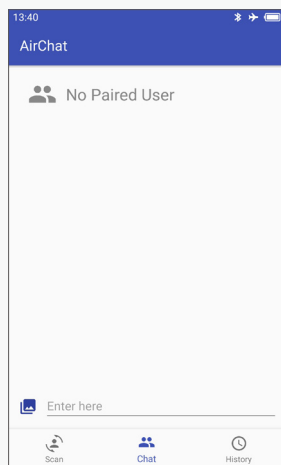 13:40
AirChat
No Paired User
Enter here
Scan
Chat
History